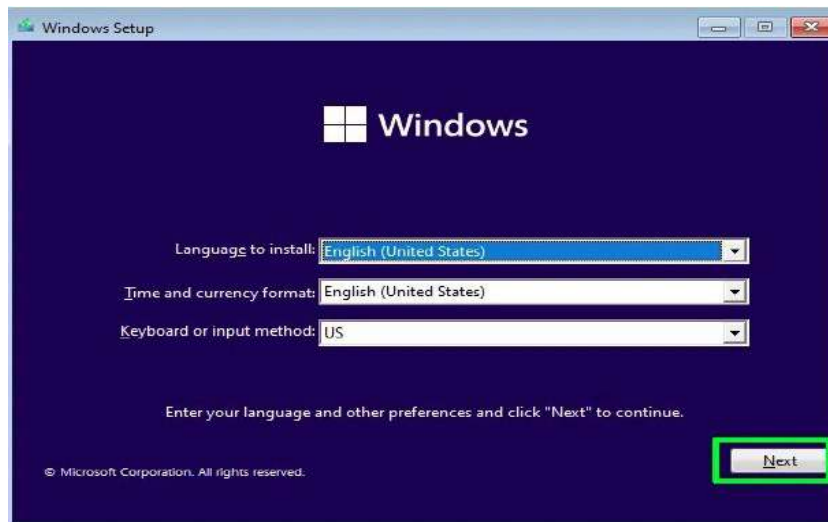 Windows Setup
Windows
Language to install: English (United States)
Time and currency format: English (United States)
Keyboard or input method: US
Enter your language and other preferences and click "Next" to continue.
Next
© Microsoft Corporation. All rights reserved.